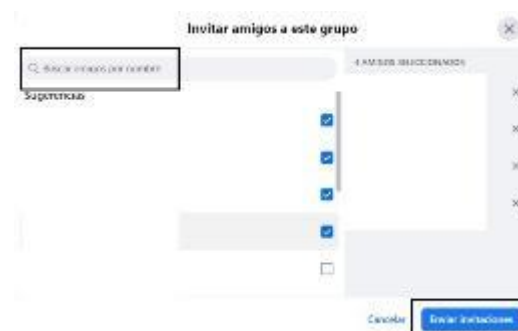 Invitar amigos a este grupo
Buscar amigos por nombre
4 AMIGOS SELECCIONADOS
Sugerencias
Cancelar
Enviar invitaciones